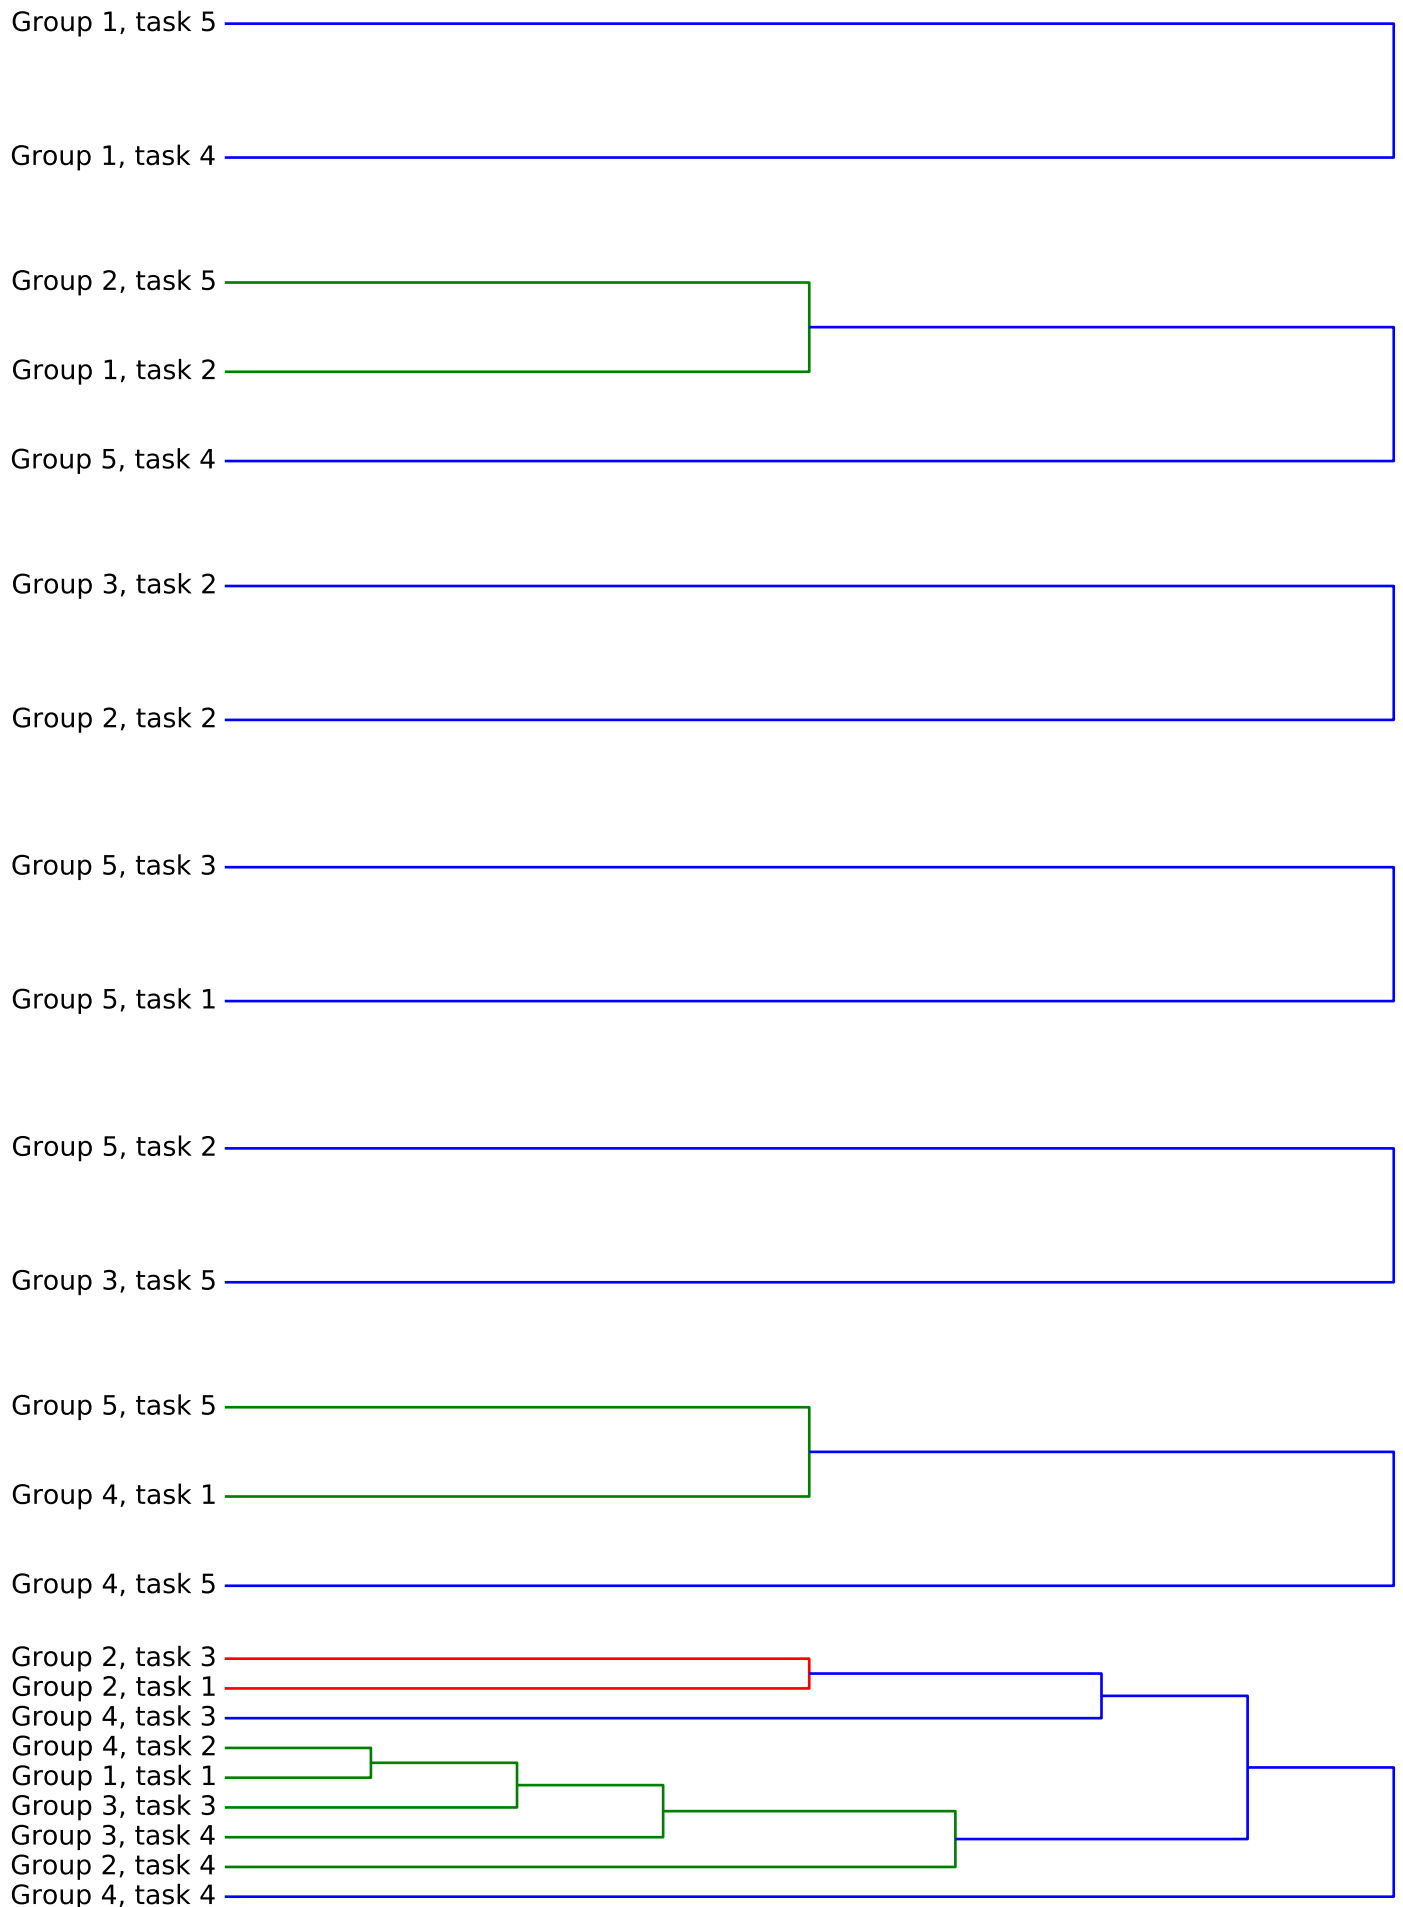 Group 1, task 5
Group 1, task 4
Group 2, task 5
Group 1, task 2
Group 5, task 4
Group 3, task 2
Group 2, task 2
Group 5, task 3
Group 5, task 1
Group 5, task 2
Group 3, task 5
Group 5, task 5
Group 4, task 1
Group 4, task 5
Group 2, task 3
Group 2, task 1
Group 4, task 3
Group 4, task 2
Group 1, task 1
Group 3, task 3
Group 3, task 4
Group 2, task 4
Group 4, task 4